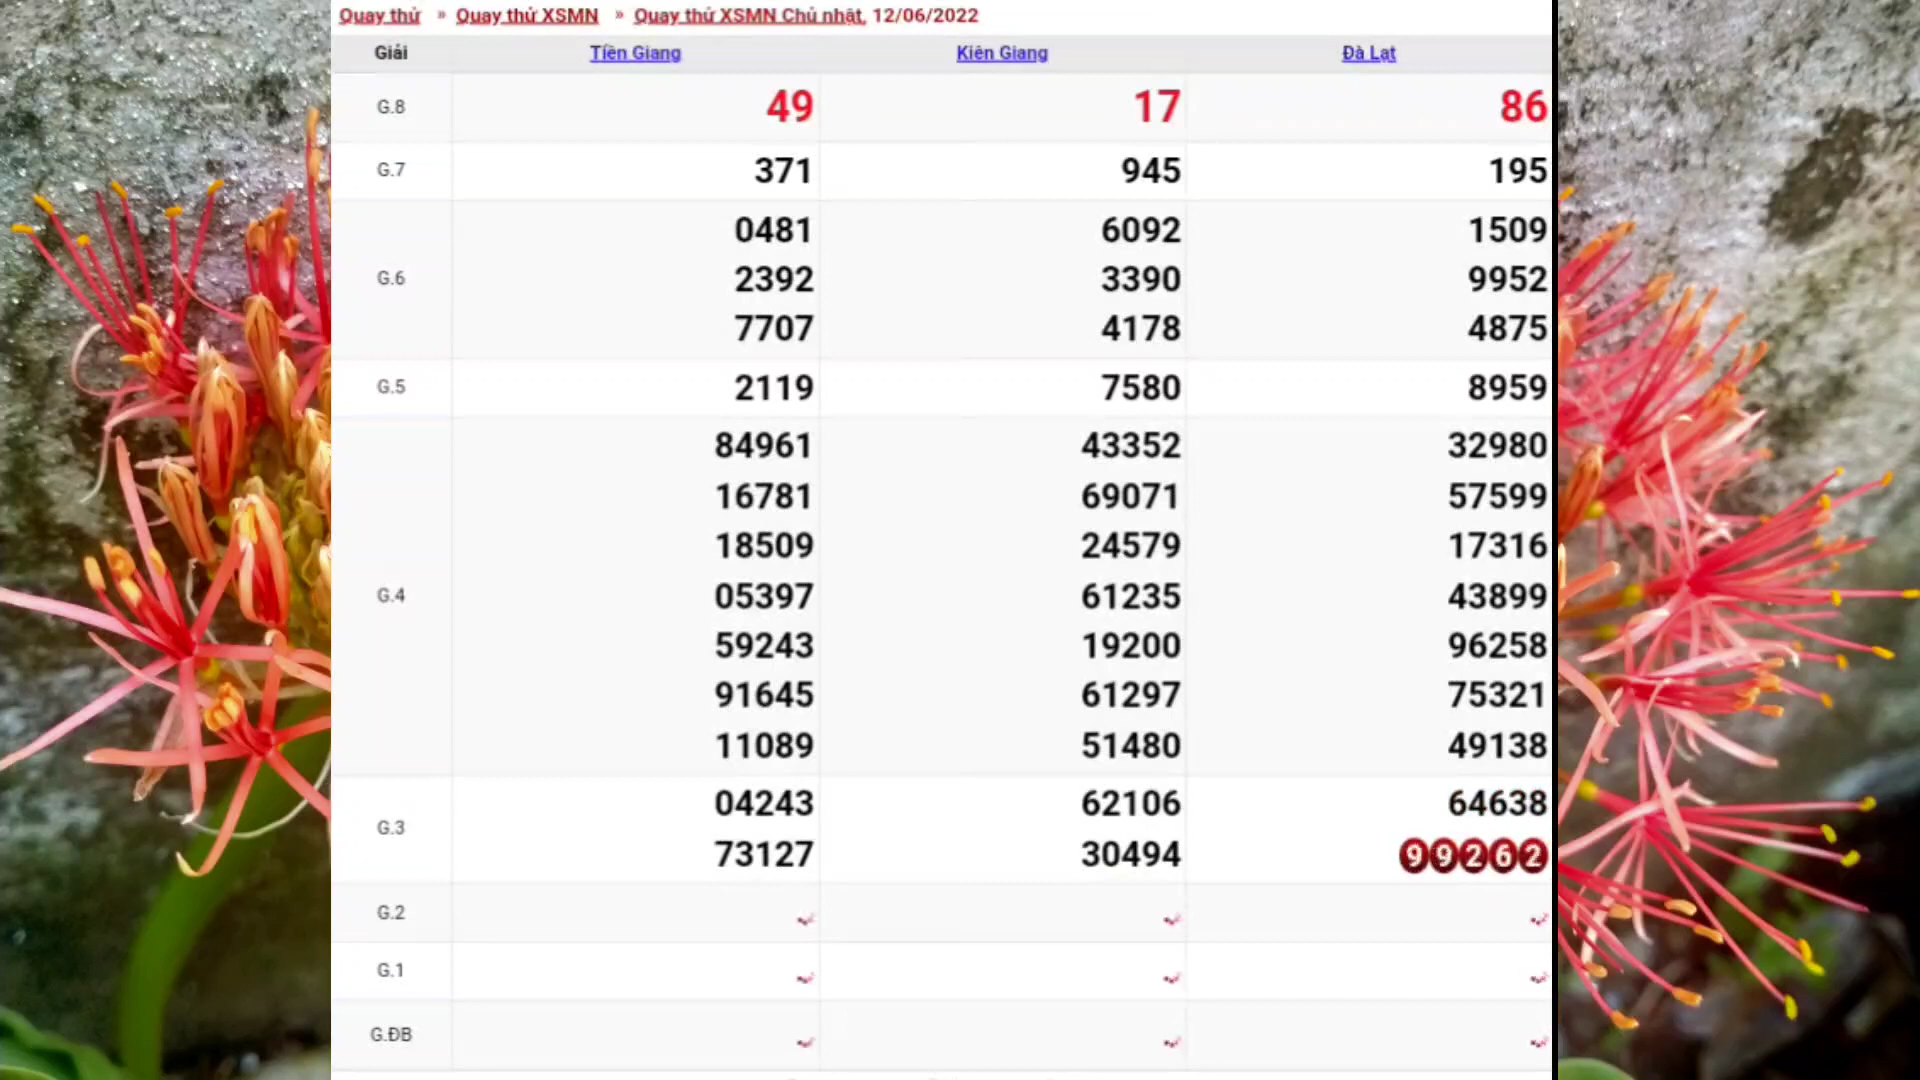 Quay thử » Quay thử XSMN » Quay thử XSMN Chủ nhật, 12/06/2022
Giải Tiền Giang Kiên Giang Đà Lạt
G.8 49 17 86
G.7 371 945 195
G.6 0481 6092 1509
2392 3390 9952
7707 4178 4875
G.5 2119 7580 8959
G.4 84961 43352 32980
16781 69071 57599
18509 24579 17316
05397 61235 43899
59243 19200 96258
91645 61297 75321
11089 51480 49138
G.3 04243 62106 64638
73127 30494 99262
G.2
G.1
G.ĐB